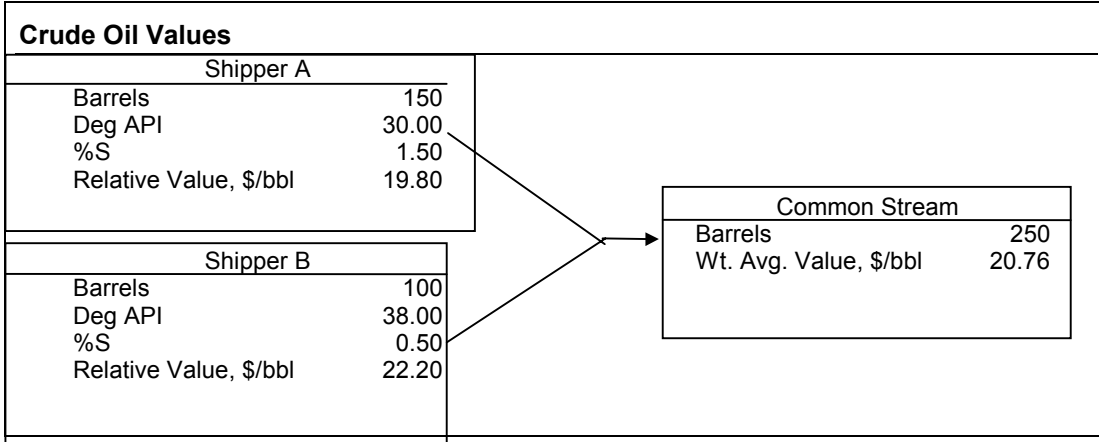 Crude Oil Values
Shipper A
Barrels 150
Deg API 30.00
%S 1.50
Relative Value, $/bbl 19.80
Shipper B
Barrels 100
Deg API 38.00
%S 0.50
Relative Value, $/bbl 22.20
Common Stream
Barrels 250
Wt. Avg. Value, $/bbl 20.76